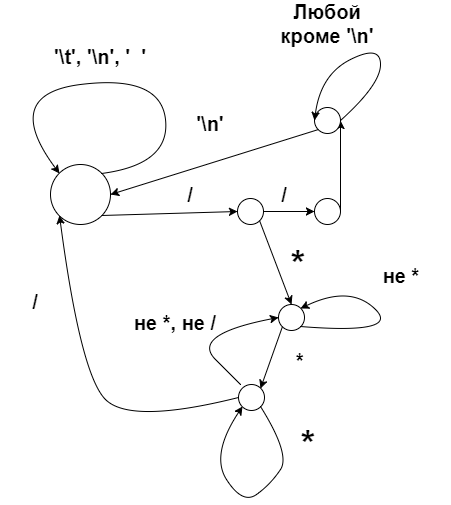 Любой
кроме '\n'
'\t', '\n', ' '
'\n'
/
/
*
не *
/
не *, не /
*
*